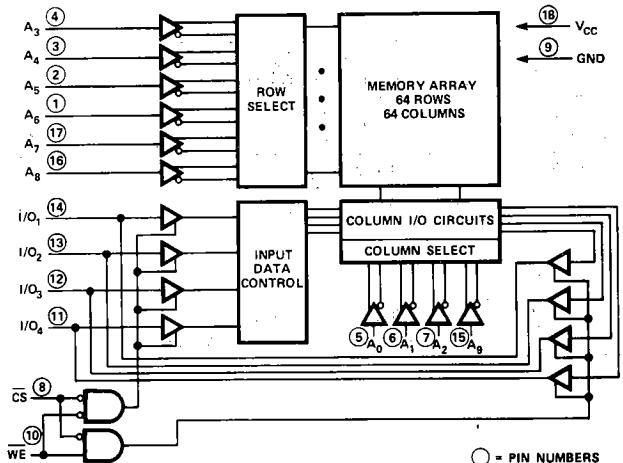 A3 4
A4 3
A5 2
A6 1
A7 17
A8 16
ROW
SELECT
MEMORY ARRAY
64 ROWS
64 COLUMNS
18 VCC
9 GND
I/O1 14
I/O2 13
I/O3 12
I/O4 11
INPUT
DATA
CONTROL
COLUMN I/O CIRCUITS
COLUMN SELECT
5 A0 6 A1 7 A2 15 A9
CS 8
WE 10
= PIN NUMBERS